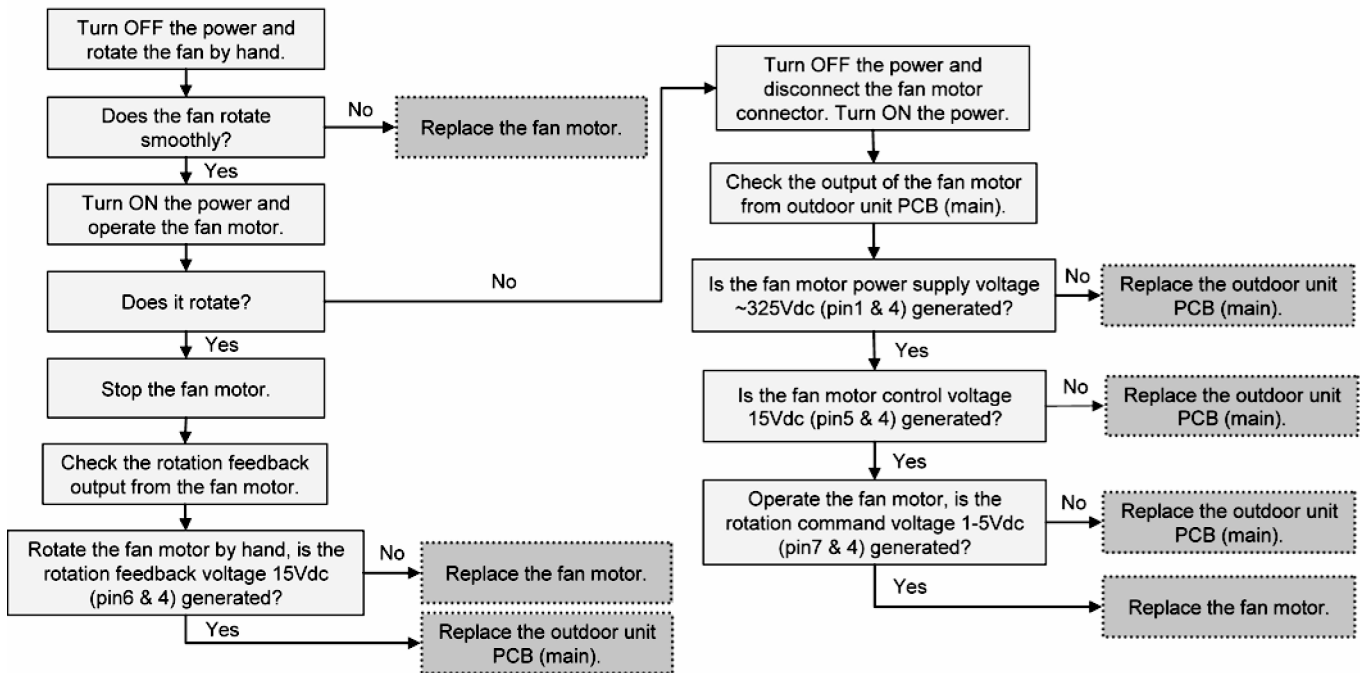 Turn OFF the power and
rotate the fan by hand.
Does the fan rotate
smoothly?
No
Replace the fan motor.
Yes
Turn ON the power and
operate the fan motor.
Does it rotate?
No
Yes
Stop the fan motor.
Check the rotation feedback
output from the fan motor.
Rotate the fan motor by hand, is the
rotation feedback voltage 15Vdc
(pin6 & 4) generated?
No
Replace the fan motor.
Yes
Replace the outdoor unit
PCB (main).
Turn OFF the power and
disconnect the fan motor
connector. Turn ON the power.
Check the output of the fan motor
from outdoor unit PCB (main).
Is the fan motor power supply voltage
~325Vdc (pin1 & 4) generated?
No
Replace the outdoor unit
PCB (main).
Yes
Is the fan motor control voltage
15Vdc (pin5 & 4) generated?
No
Replace the outdoor unit
PCB (main).
Yes
Operate the fan motor, is the
rotation command voltage 1-5Vdc
(pin7 & 4) generated?
No
Replace the outdoor unit
PCB (main).
Yes
Replace the fan motor.